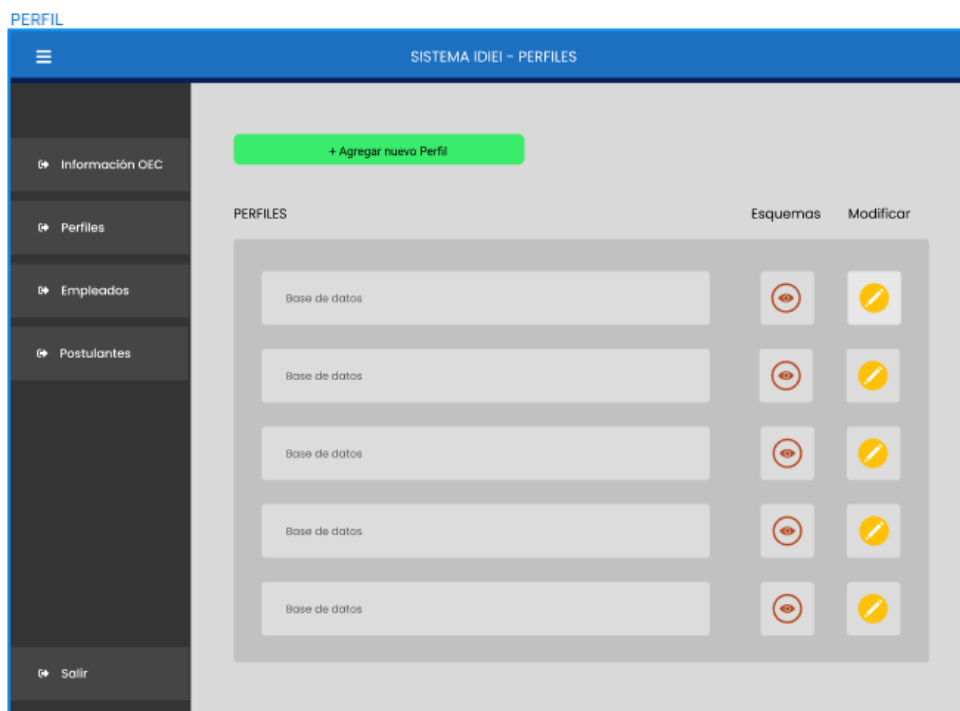 PERFIL
SISTEMA IDIEI - PERFILES
+ Agregar nuevo Perfil
Información OEC
Perfiles
Empleados
Postulantes
Salir
PERFILES Esquemas Modificar
Base de datos
Base de datos
Base de datos
Base de datos
Base de datos